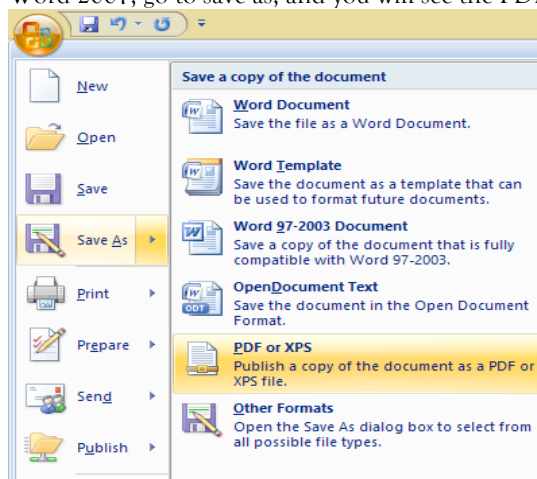 Word 2007, go to save as, and you will see the PD
Save a copy of the document
New
Open
Save
Save As
Print
Prepare
Send
Publish
Word Document
Save the file as a Word Document.
Word Template
Save the document as a template that can
be used to format future documents.
Word 97-2003 Document
Save a copy of the document that is fully
compatible with Word 97-2003.
OpenDocument Text
Save the document in the Open Document
Format.
PDF or XPS
Publish a copy of the document as a PDF or
XPS file.
Other Formats
Open the Save As dialog box to select from
all possible file types.
ODT